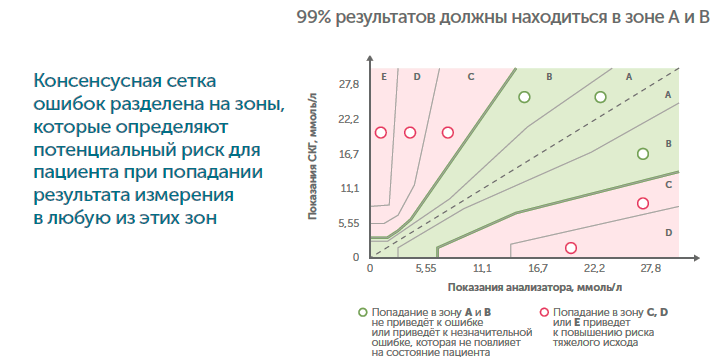 99% результатов должны находиться в зоне А и В
Консенсусная сетка
ошибок разделена на зоны,
которые определяют
потенциальный риск для
пациента при попадании
результата измерения
в любую из этих зон
Показания СКГ, ммоль/л
27,8
22,2
16,7
11,1
5,55
0
E
D
C
B
A
A
B
C
D
0
5,55
11,1
16,7
22,2
27,8
Показания анализатора, ммоль/л
Попадание в зону А и В
не приведёт к ошибке
или приведёт к незначительной
ошибке, которая не повлияет
на состояние пациента
Попадание в зону C, D
или E приведет
к повышению риска
тяжелого исхода